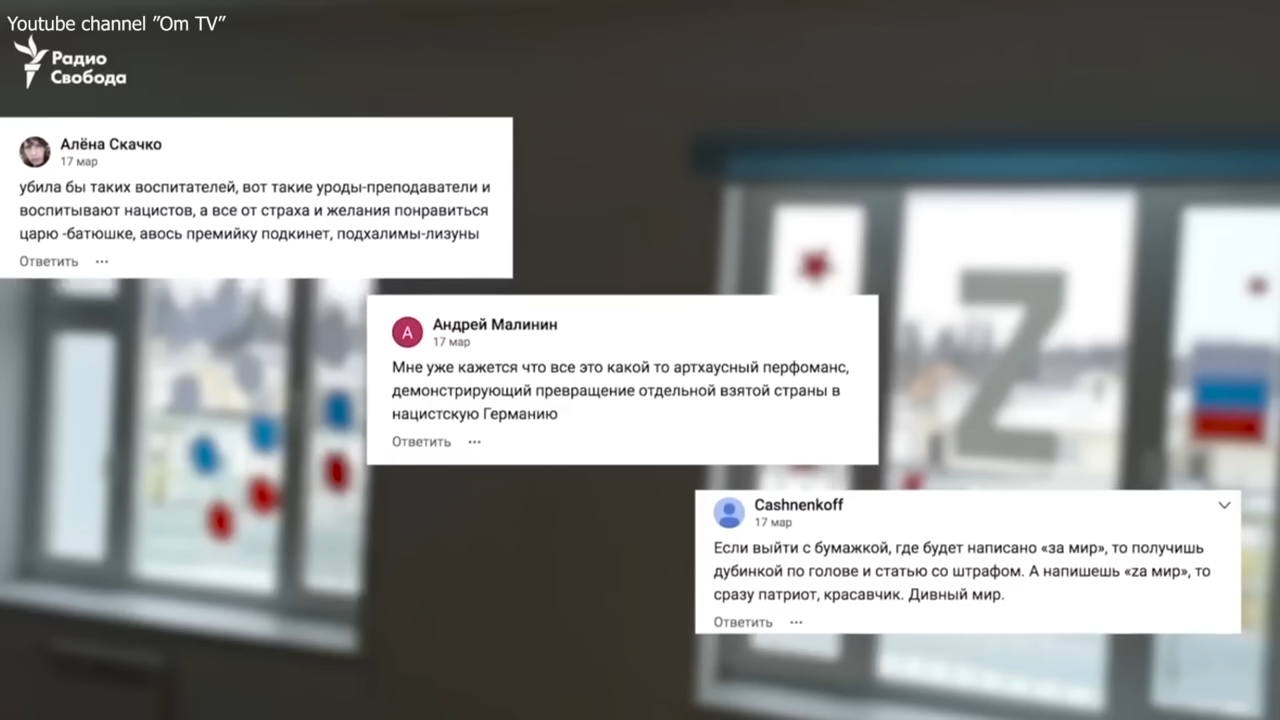 Youtube channel "Om TV"
Радио
Свобода
Алёна Скачко
17 мар
убила бы таких воспитателей, вот такие уроды-преподаватели и
воспитывают нацистов, а все от страха и желания понравиться
царю -батюшке, авось премийку подкинет, подхалимы-лизуны
Ответить
А
Андрей Малинин
17 мар
Мне уже кажется что все это какой то артхаусный перфоманс,
демонстрирующий превращение отдельной взятой страны в
нацистскую Германию
Ответить
Z
Cashnenkoff
17 мар
Если выйти с бумажкой, где будет написано «за мир», то получишь
дубинкой по голове и статью со штрафом. А напишешь «zа мир», то
сразу патриот, красавчик. Дивный мир.
Ответить